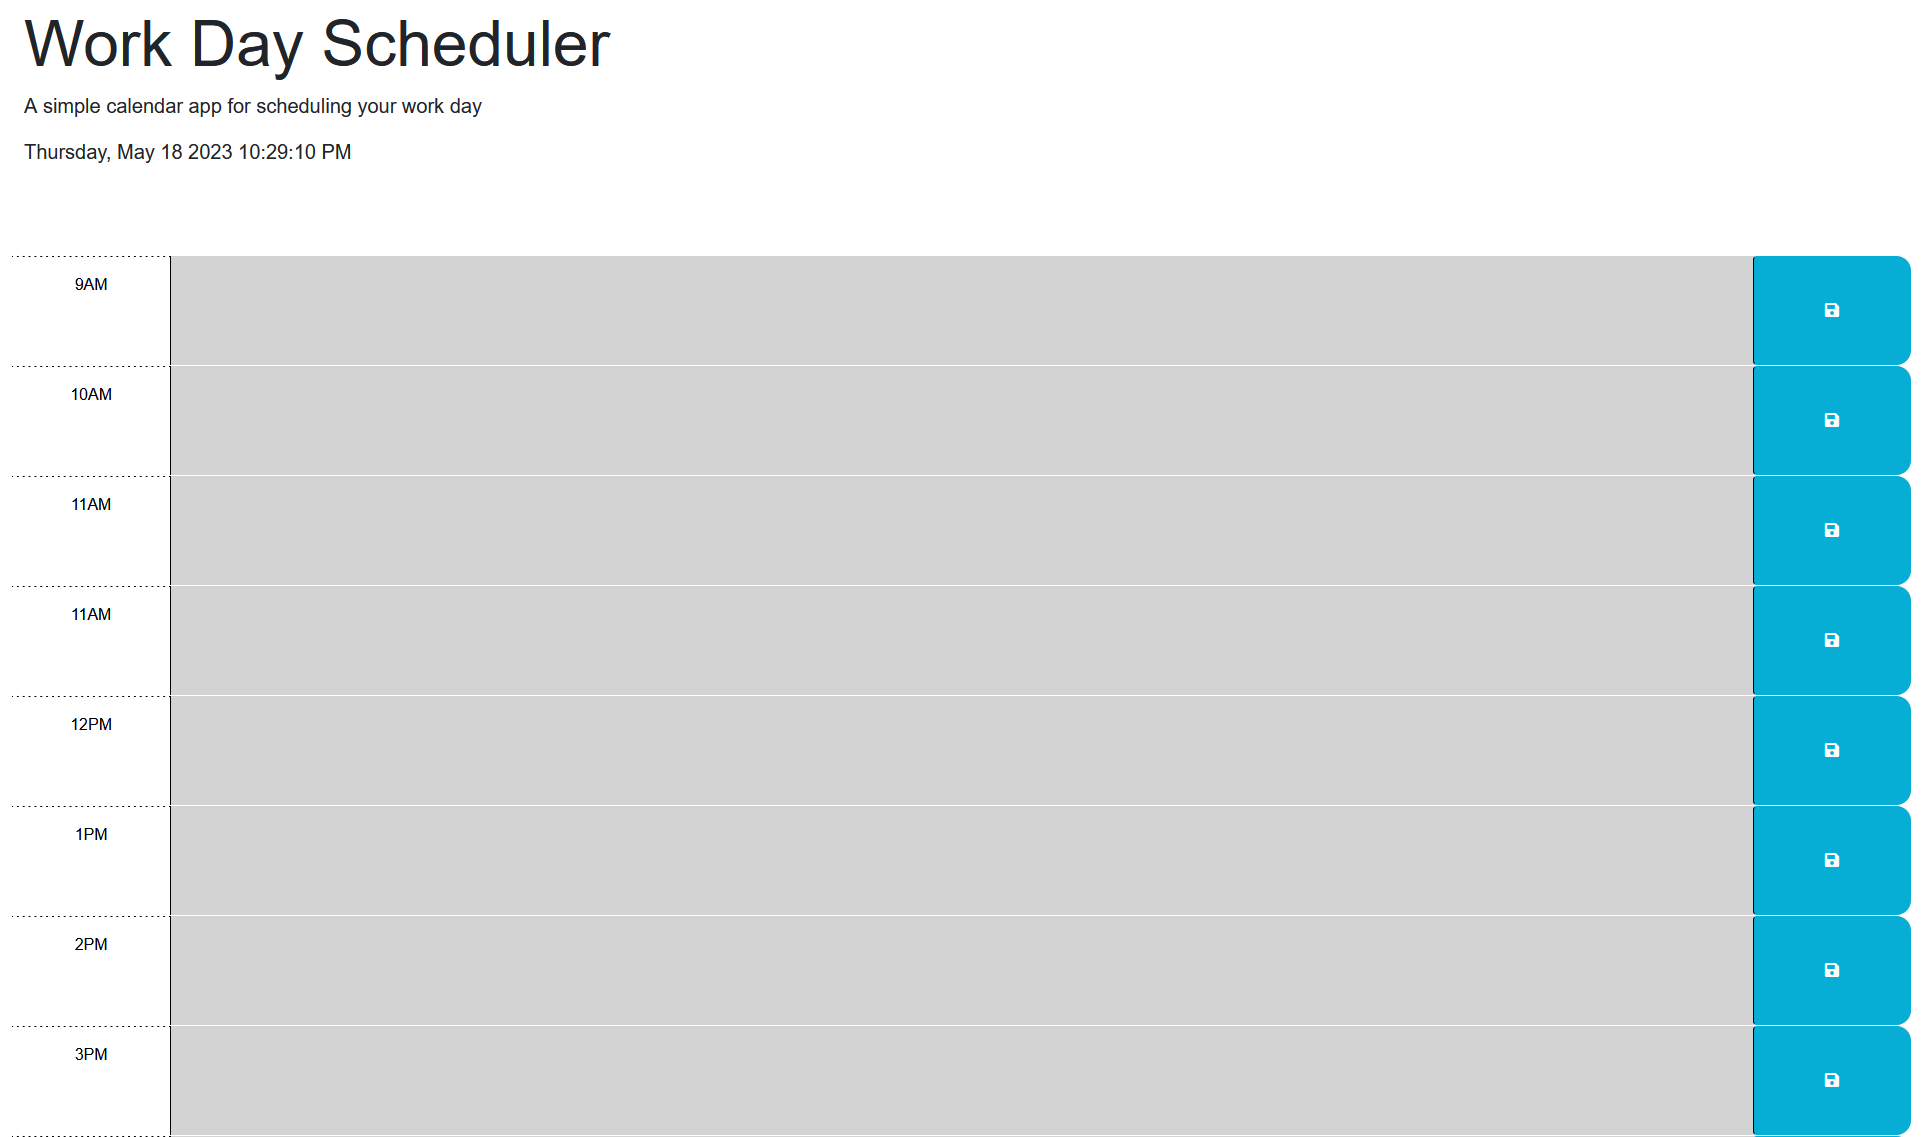 Work Day Scheduler
A simple calendar app for scheduling your work day
Thursday, May 18 2023 10:29:10 PM
9AM
10AM
11AM
11AM
12PM
1PM
2PM
3PM